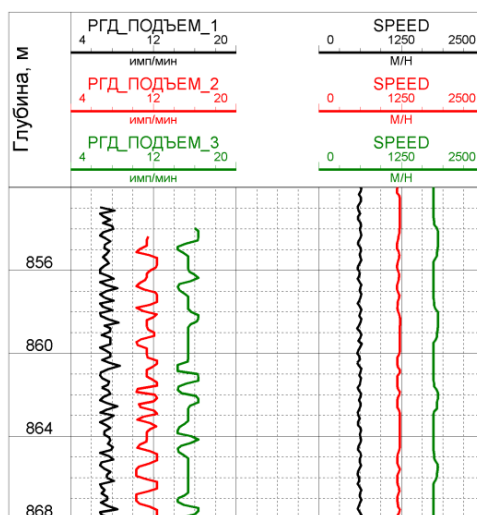 Глубина, м
РГД_ПОДЪЕМ_1 SPEED
4 12 20 0 1250 2500
имп/мин M/H
РГД_ПОДЪЕМ_2 SPEED
4 12 20 0 1250 2500
имп/мин M/H
РГД_ПОДЪЕМ_3 SPEED
4 12 20 0 1250 2500
имп/мин M/H
856
860
864
868